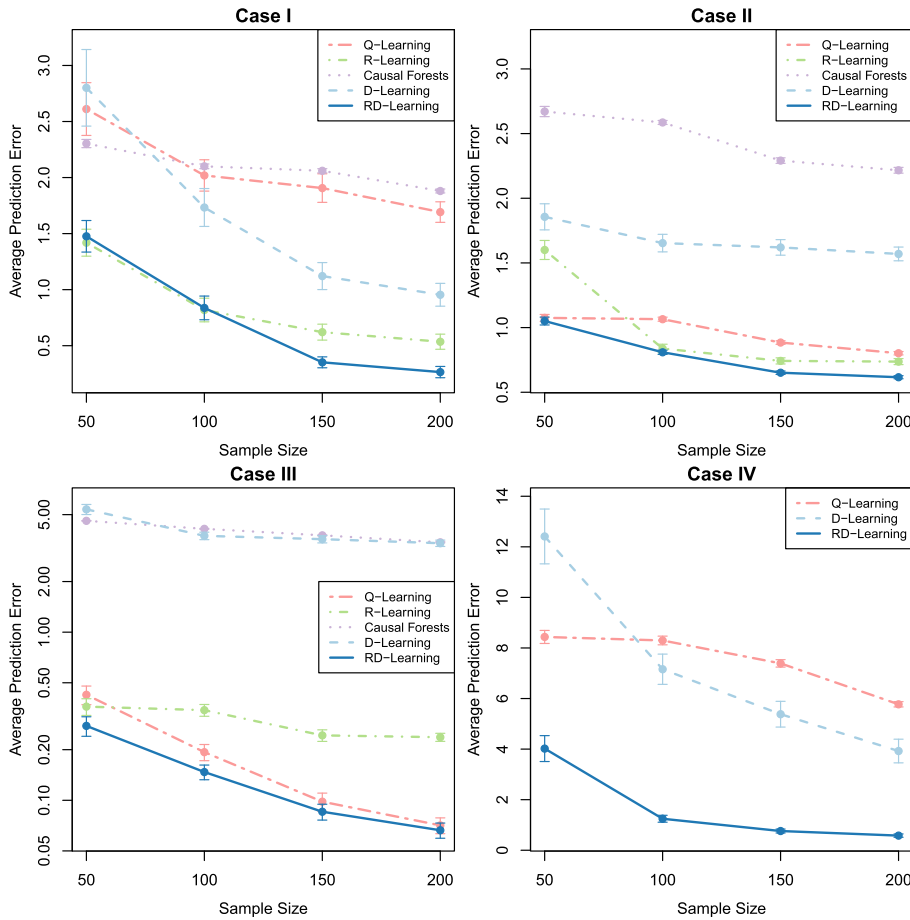 Case I
Q−Learning
R−Learning
Causal Forests
D−Learning
RD−Learning
Average Prediction Error
3.0
2.5
2.0
1.5
1.0
0.5
50 100 150 200
Sample Size
Case II
Q−Learning
R−Learning
Causal Forests
D−Learning
RD−Learning
Average Prediction Error
3.0
2.5
2.0
1.5
1.0
0.5
50 100 150 200
Sample Size
Case III
Q−Learning
R−Learning
Causal Forests
D−Learning
RD−Learning
Average Prediction Error
5.00
2.00
1.00
0.50
0.20
0.10
0.05
50 100 150 200
Sample Size
Case IV
Q−Learning
D−Learning
RD−Learning
Average Prediction Error
14
12
10
8
6
4
2
0
50 100 150 200
Sample Size